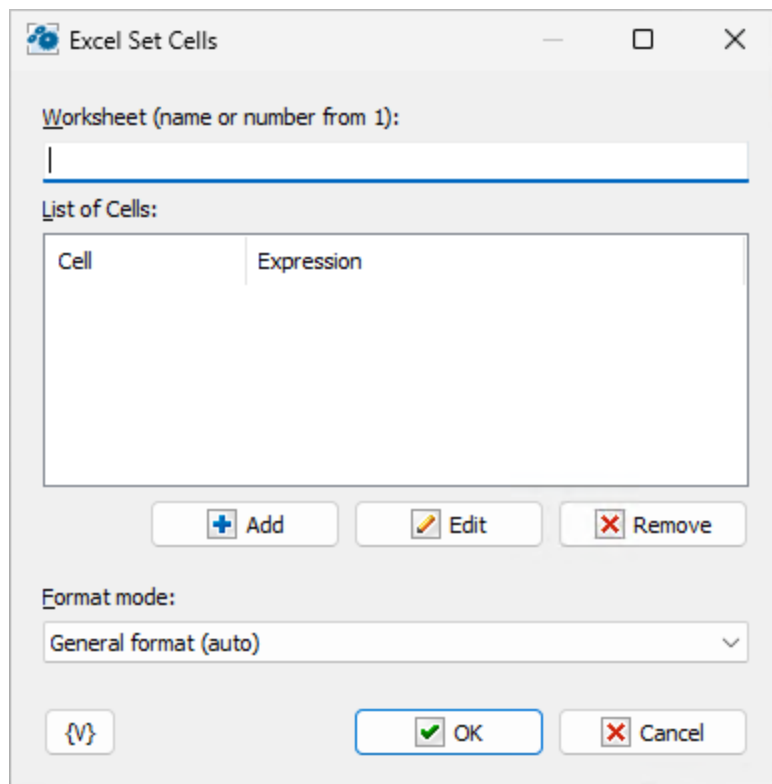 Excel Set Cells
Worksheet (name or number from 1):
List of Cells:
Cell Expression
Add Edit Remove
Format mode:
General format (auto)
{V} OK Cancel